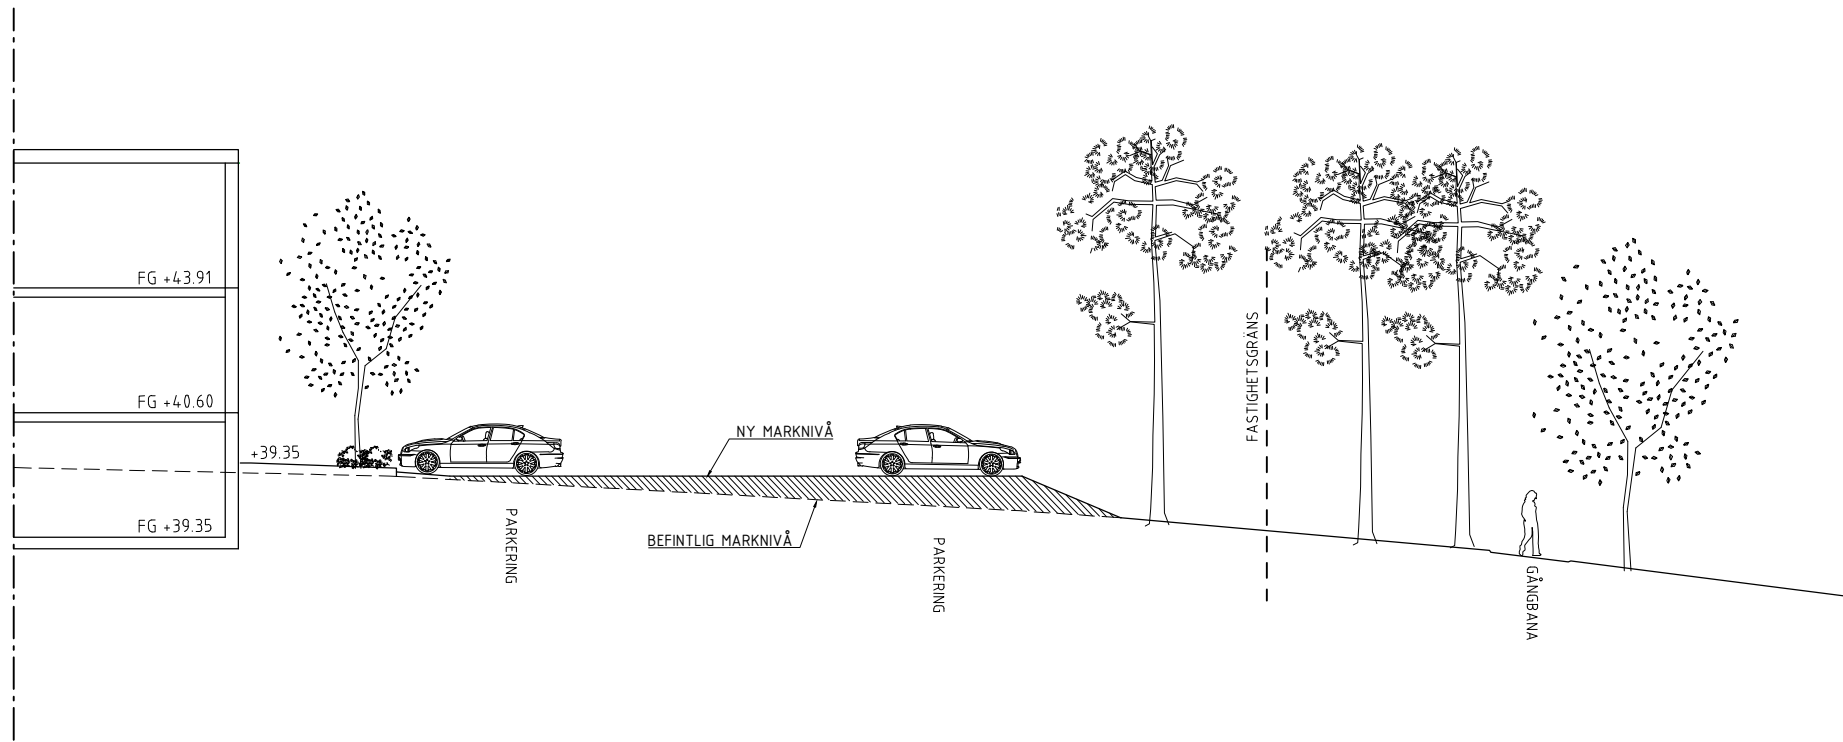 FG +43.91
FG +40.60
+39.35
FG +39.35
NY MARKNIVÅ
BEFINTLIG MARKNIVÅ
PARKERING
PARKERING
FASTIGHETSGRÄNS
GÅNGBANA